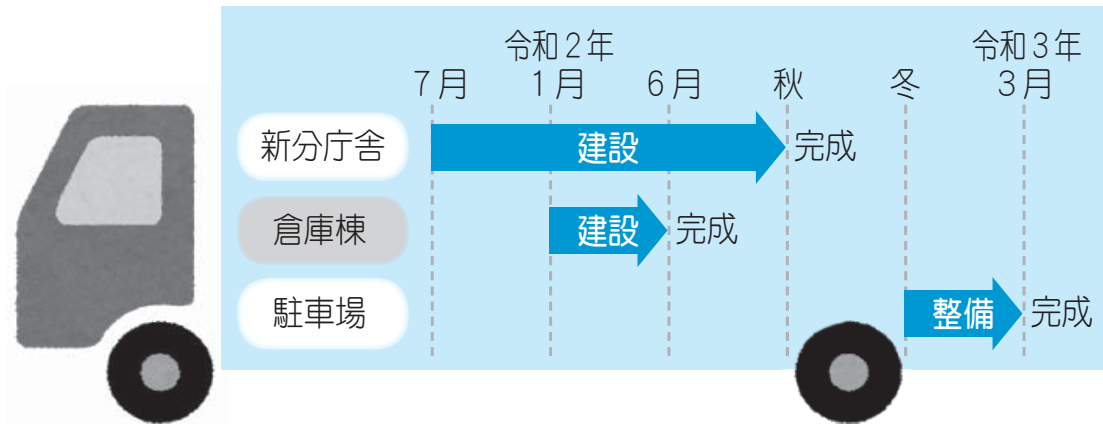 令和2年
令和3年
7月
1月
6月
秋
冬
3月
新分庁舎
建設
完成
倉庫棟
建設
完成
駐車場
整備
完成